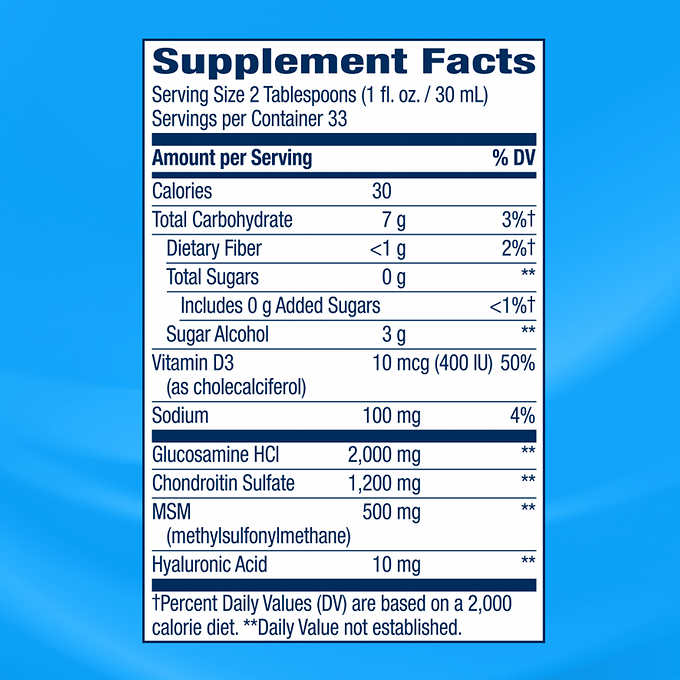 Supplement Facts
Serving Size 2 Tablespoons (1 fl. oz. / 30 mL)
Servings per Container 33
Amount per Serving % DV
Calories 30
Total Carbohydrate 7 g 3%†
Dietary Fiber <1 g 2%†
Total Sugars 0 g **
Includes 0 g Added Sugars <1%†
Sugar Alcohol 3 g **
Vitamin D3 10 mcg (400 IU) 50%
(as cholecalciferol)
Sodium 100 mg 4%
Glucosamine HCl 2,000 mg **
Chondroitin Sulfate 1,200 mg **
MSM 500 mg **
(methylsulfonylmethane)
Hyaluronic Acid 10 mg **
†Percent Daily Values (DV) are based on a 2,000
calorie diet. **Daily Value not established.